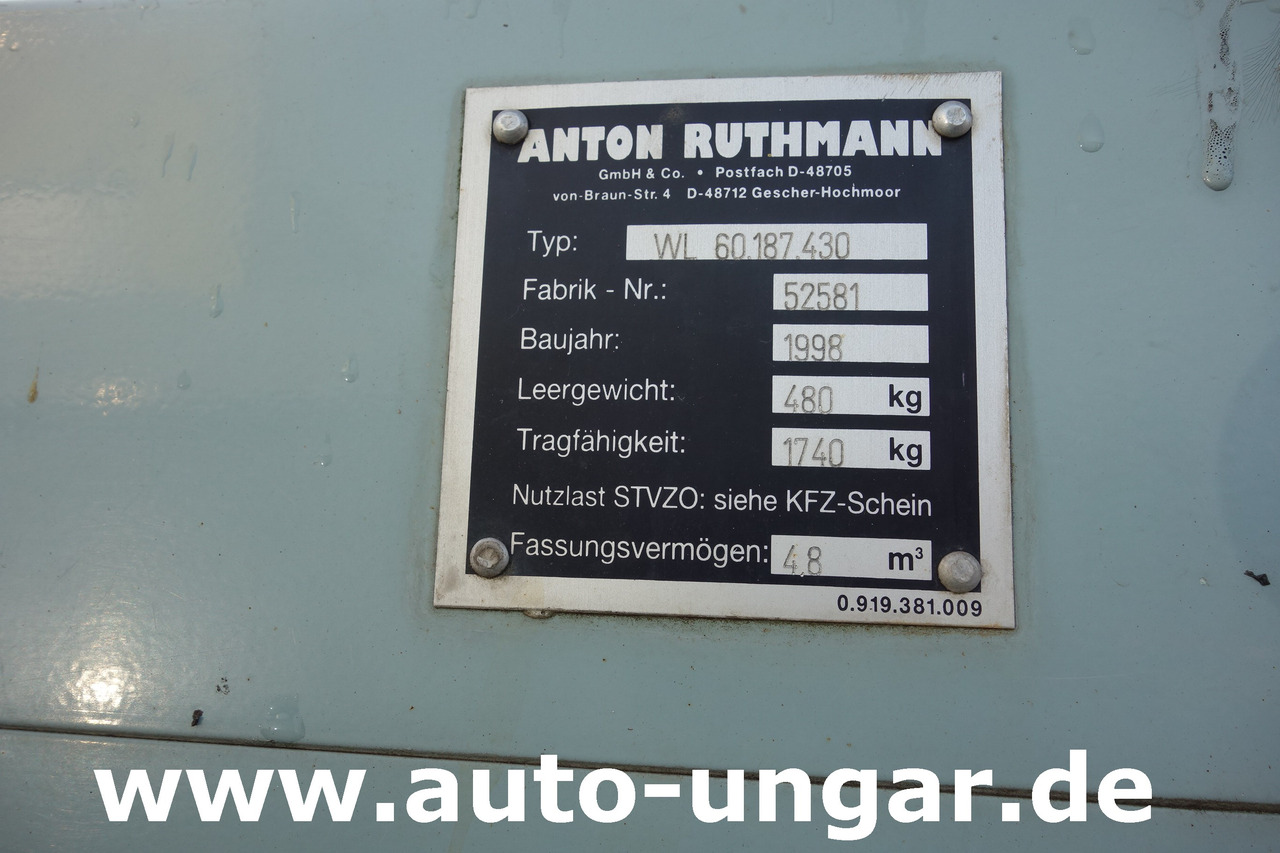 ANTON RUTHMANN
GmbH & Co. • Postfach D-48705
von-Braun-Str. 4 D-48712 Gescher-Hochmoor
Typ: WL 60.187.430
Fabrik - Nr.: 52581
Baujahr: 1998
Leergewicht: 480 kg
Tragfähigkeit: 1740 kg
Nutzlast STVZO: siehe KFZ-Schein
Fassungsvermögen: 4,8 m³
0.919.381.009
www.auto-ungar.de